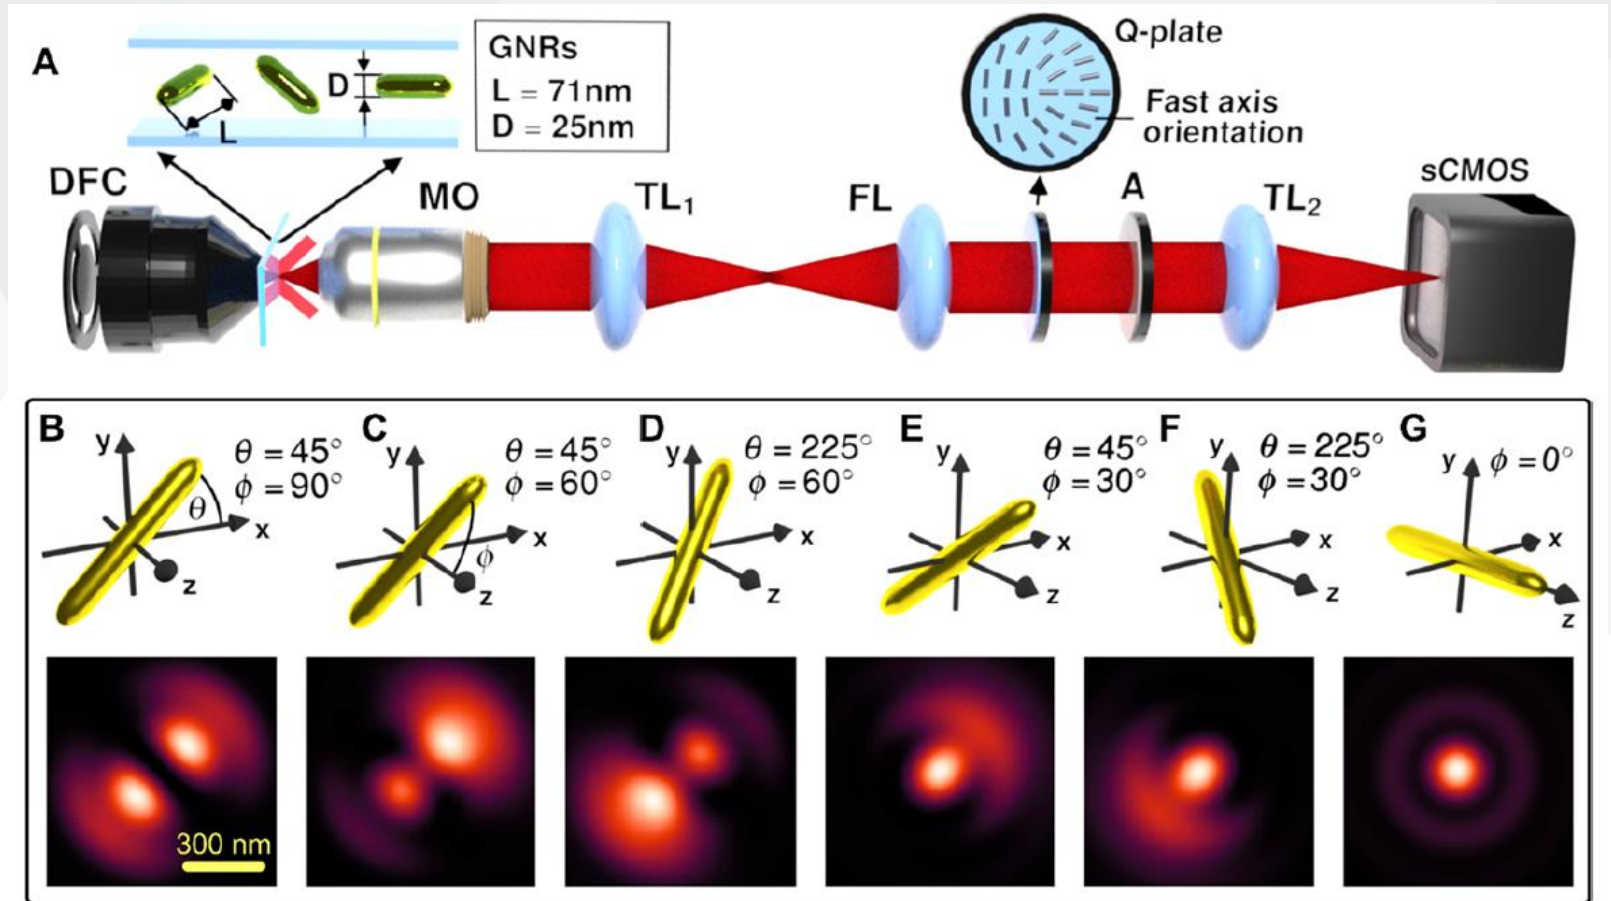 A
GNRs
L = 71nm
D = 25nm
D
L
Q-plate
Fast axis
orientation
DFC
MO
TL₁
FL
A
TL₂
sCMOS
B
y
θ = 45°
ϕ = 90°
θ
x
z
C
y
θ = 45°
ϕ = 60°
x
ϕ
z
D
y
θ = 225°
ϕ = 60°
x
z
E
y
θ = 45°
ϕ = 30°
x
z
F
y
θ = 225°
ϕ = 30°
x
z
G
y
ϕ = 0°
x
z
300 nm